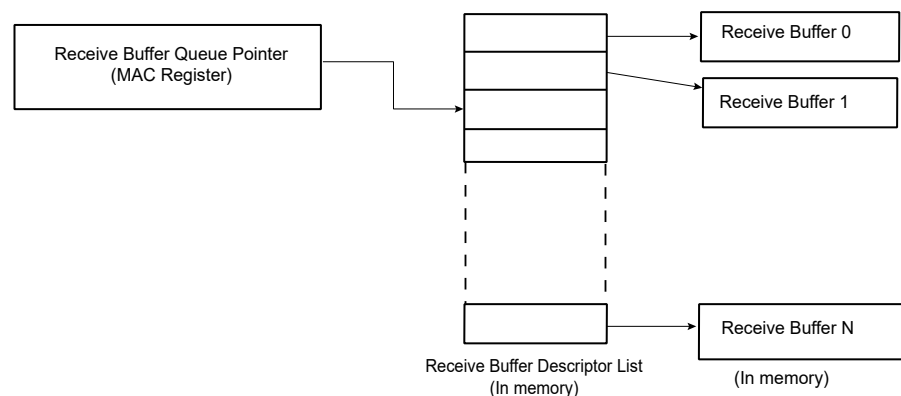 Receive Buffer Queue Pointer
(MAC Register)
Receive Buffer 0
Receive Buffer 1
Receive Buffer N
Receive Buffer Descriptor List
(In memory)
(In memory)